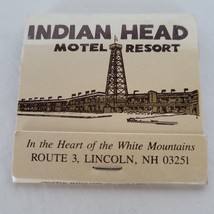 INDIAN HEAD
MOTEL RESORT
In the Heart of the White Mountains
ROUTE 3, LINCOLN, NH 03251